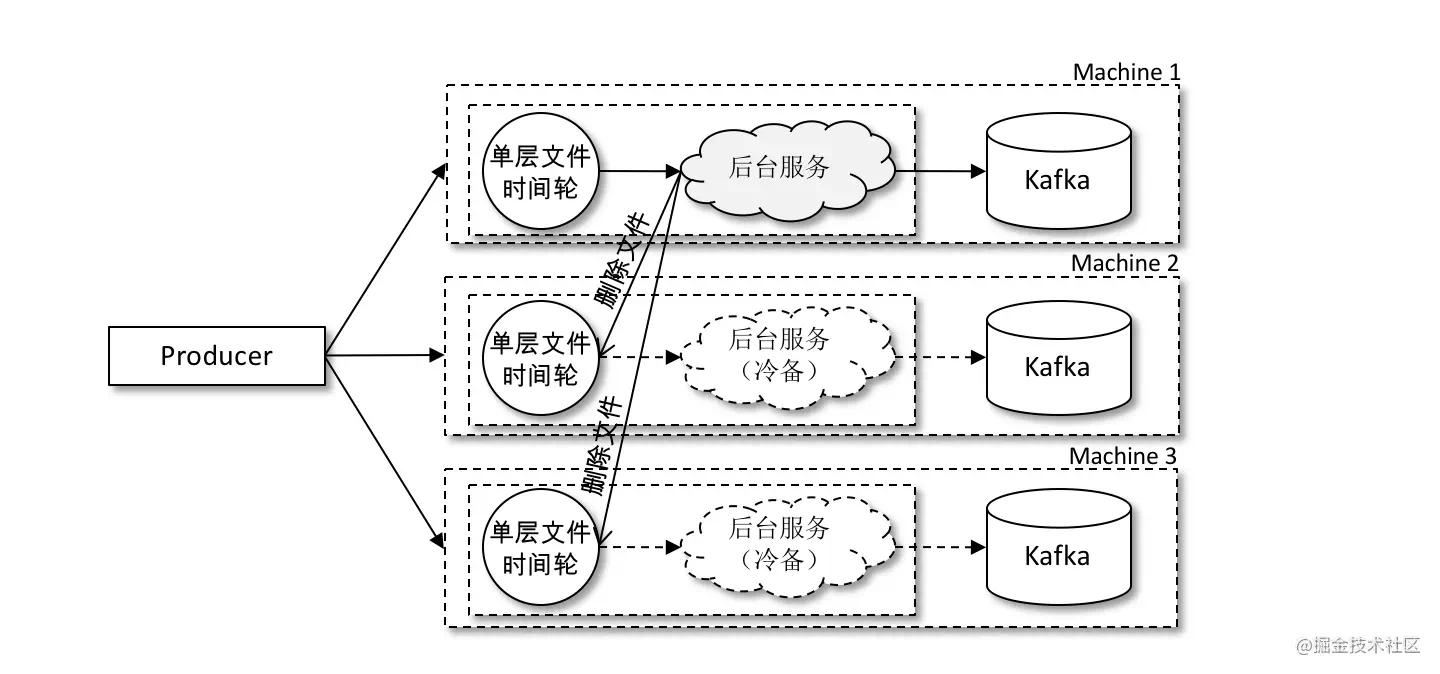 Machine 1
单层文件
时间轮
后台服务
Kafka
删除文件
Machine 2
Producer
单层文件
时间轮
后台服务
（冷备）
Kafka
删除文件
Machine 3
单层文件
时间轮
后台服务
（冷备）
Kafka
@掘金技术社区